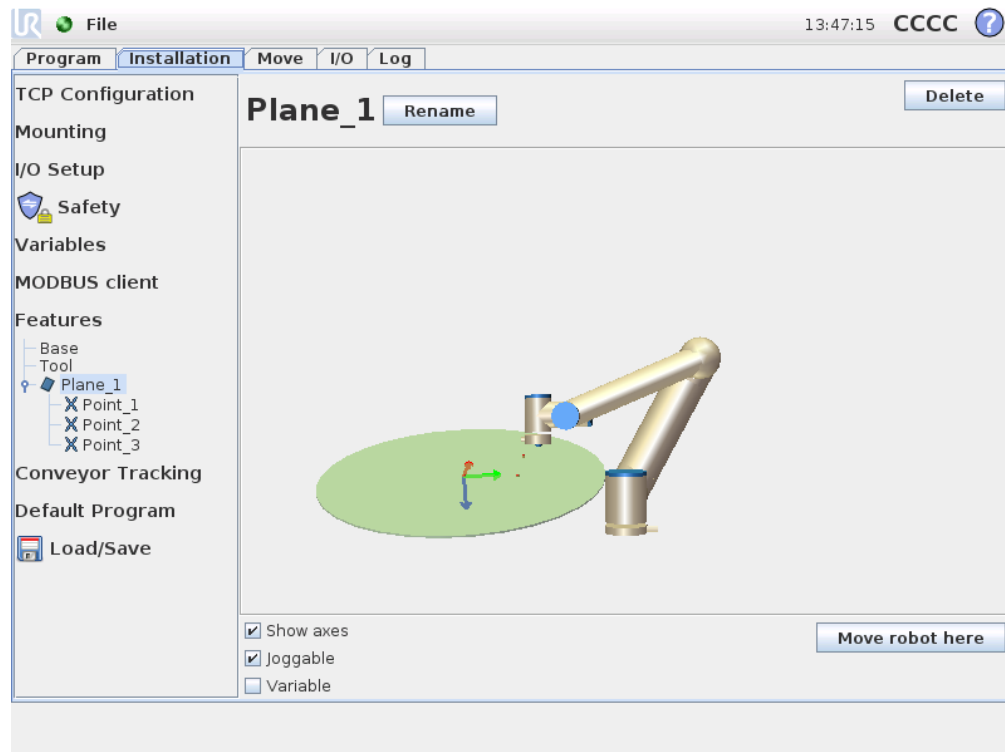 UR File 13:47:15 CCCC ?
Program Installation Move I/O Log
TCP Configuration
Mounting
I/O Setup
Safety
Variables
MODBUS client
Features
Base
Tool
Plane_1
Point_1
Point_2
Point_3
Conveyor Tracking
Default Program
Load/Save
Plane_1 Rename Delete
Show axes
Joggable
Variable
Move robot here